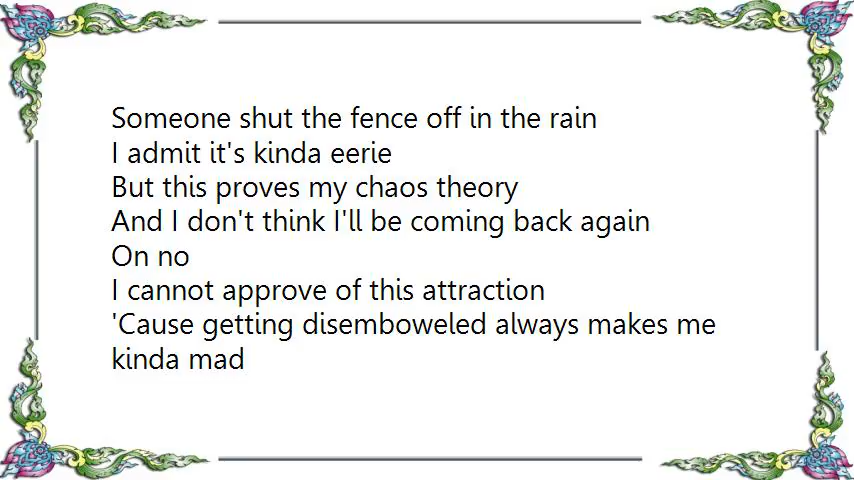 Someone shut the fence off in the rain
I admit it's kinda eerie
But this proves my chaos theory
And I don't think I'll be coming back again
On no
I cannot approve of this attraction
'Cause getting disemboweled always makes me
kinda mad